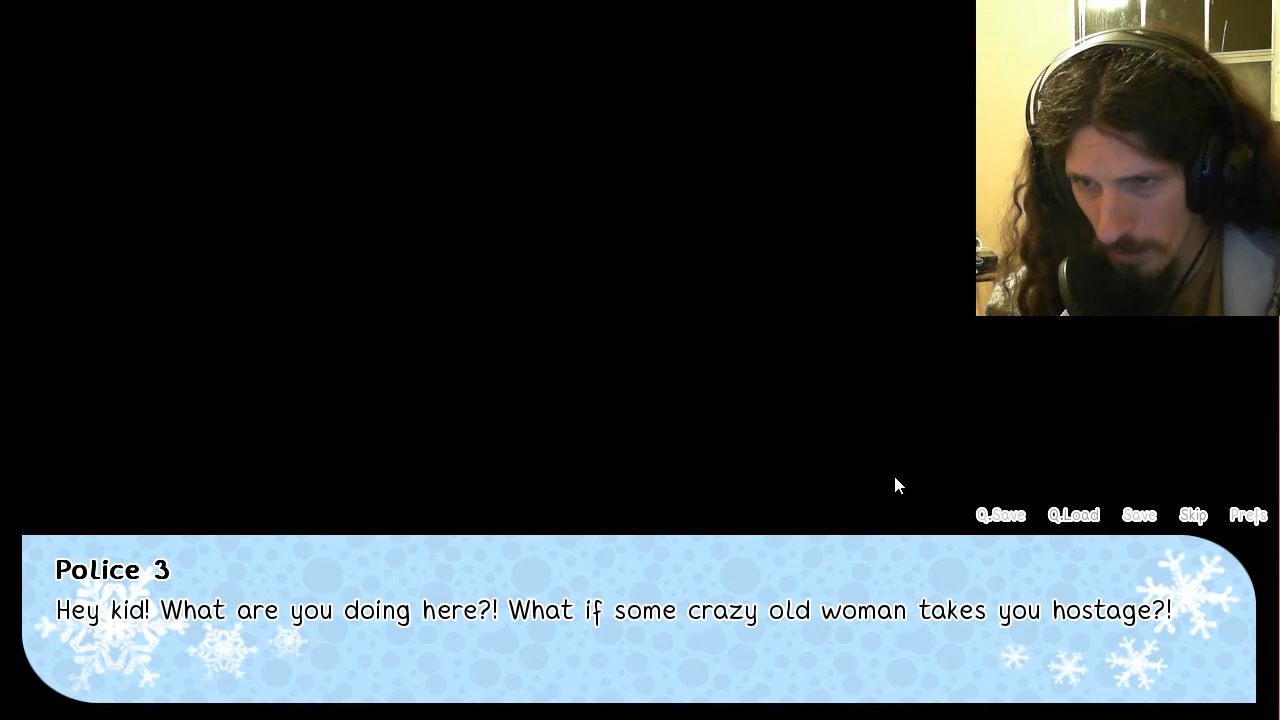 Q.Save Q.Load Save Skip Prefs
Police 3
Hey kid! What are you doing here?! What if some crazy old woman takes you hostage?!